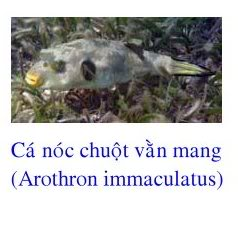 Cá nóc chuột vằn mang
(Arothron immaculatus)